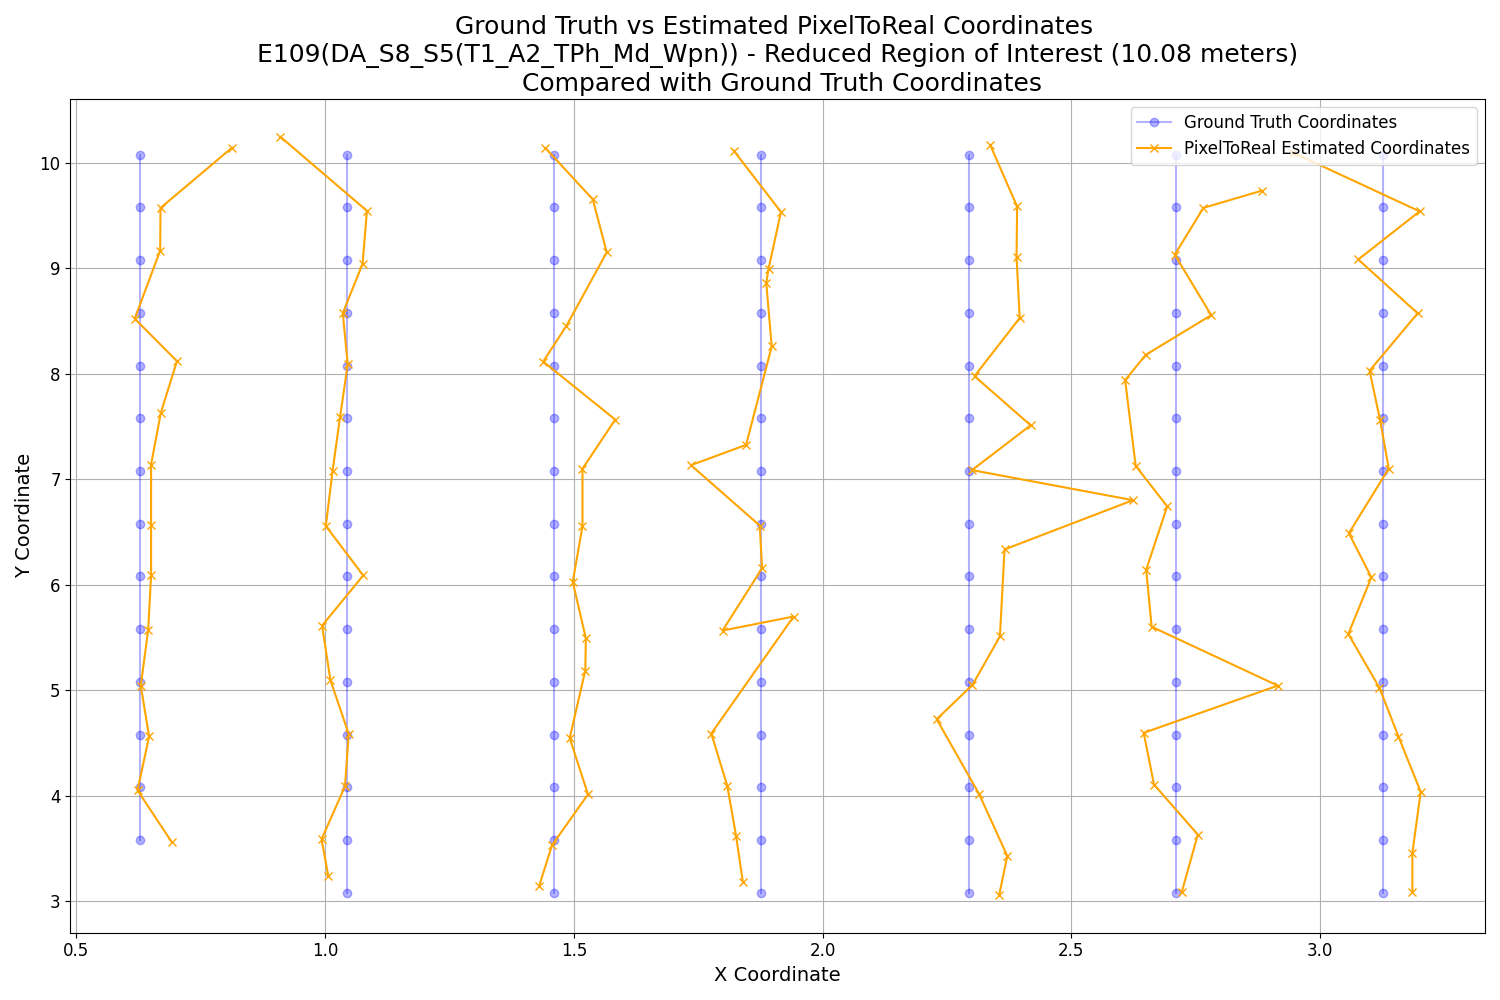 Ground Truth vs Estimated PixelToReal Coordinates
E109(DA_S8_S5(T1_A2_TPh_Md_Wpn)) - Reduced Region of Interest (10.08 meters)
Compared with Ground Truth Coordinates
Ground Truth Coordinates
PixelToReal Estimated Coordinates
Y Coordinate
10
9
8
7
6
5
4
3
0.5 1.0 1.5 2.0 2.5 3.0
X Coordinate